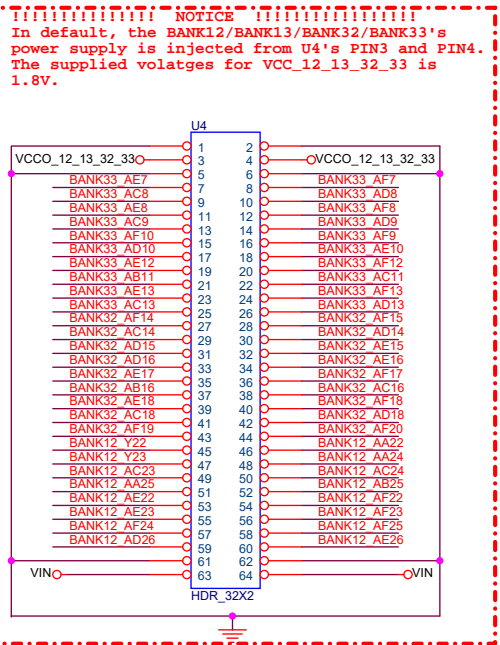 !!!!!!!!!!!!!!! NOTICE !!!!!!!!!!!!!!!!!
In default, the BANK12/BANK13/BANK32/BANK33's
power supply is injected from U4's PIN3 and PIN4.
The supplied volatges for VCC_12_13_32_33 is
1.8V.
U4
1 2
VCCO_12_13_32_33 3 4 VCCO_12_13_32_33
5 6
BANK33_AE7 7 8 BANK33_AF7
BANK33_AC8 9 10 BANK33_AD8
BANK33_AE8 11 12 BANK33_AF8
BANK33_AC9 13 14 BANK33_AD9
BANK33_AF10 15 16 BANK33_AF9
BANK33_AD10 17 18 BANK33_AE10
BANK33_AE12 19 20 BANK33_AF12
BANK33_AB11 21 22 BANK33_AC11
BANK33_AE13 23 24 BANK33_AF13
BANK33_AC13 25 26 BANK33_AD13
BANK32_AF14 27 28 BANK32_AF15
BANK32_AC14 29 30 BANK32_AD14
BANK32_AD15 31 32 BANK32_AE15
BANK32_AD16 33 34 BANK32_AE16
BANK32_AE17 35 36 BANK32_AF17
BANK32_AB16 37 38 BANK32_AC16
BANK32_AE18 39 40 BANK32_AF18
BANK32_AC18 41 42 BANK32_AD18
BANK32_AF19 43 44 BANK32_AF20
BANK12_Y22 45 46 BANK12_AA22
BANK12_Y23 47 48 BANK12_AA24
BANK12_AC23 49 50 BANK12_AC24
BANK12_AA25 51 52 BANK12_AB25
BANK12_AE22 53 54 BANK12_AF22
BANK12_AE23 55 56 BANK12_AF23
BANK12_AF24 57 58 BANK12_AF25
BANK12_AD26 59 60 BANK12_AE26
61 62
VIN 63 64 VIN
HDR_32X2